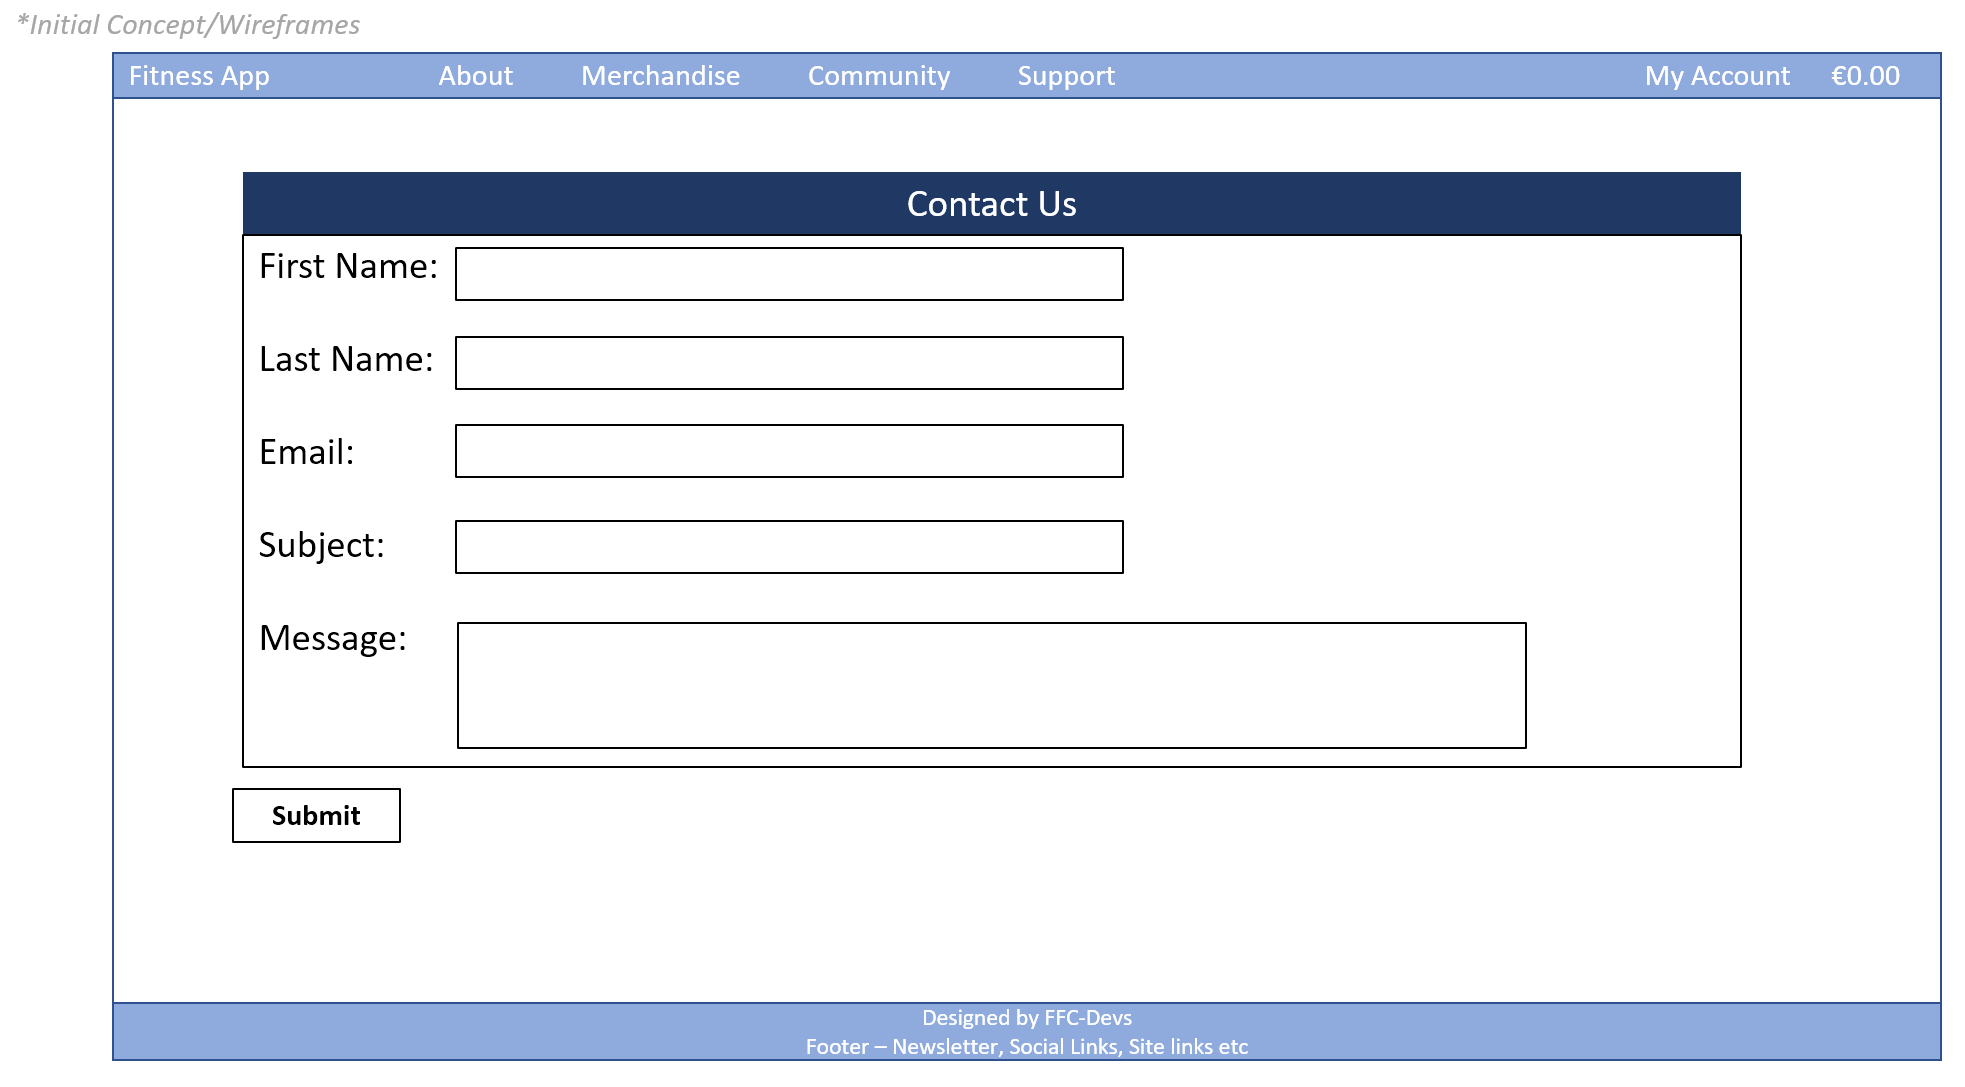 *Initial Concept/Wireframes
Fitness App About Merchandise Community Support My Account €0.00
Contact Us
First Name:
Last Name:
Email:
Subject:
Message:
Submit
Designed by FFC-Devs
Footer – Newsletter, Social Links, Site links etc